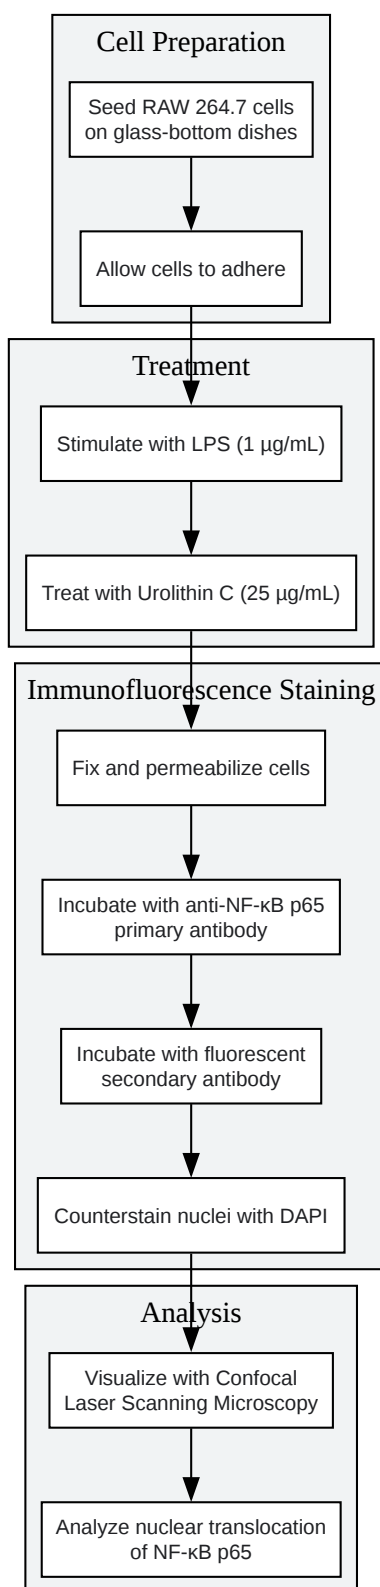 Cell Preparation
Seed RAW 264.7 cells
on glass-bottom dishes
Allow cells to adhere
Treatment
Stimulate with LPS (1 µg/mL)
Treat with Urolithin C (25 µg/mL)
Immunofluorescence Staining
Fix and permeabilize cells
Incubate with anti-NF-κB p65
primary antibody
Incubate with fluorescent
secondary antibody
Counterstain nuclei with DAPI
Analysis
Visualize with Confocal
Laser Scanning Microscopy
Analyze nuclear translocation
of NF-κB p65